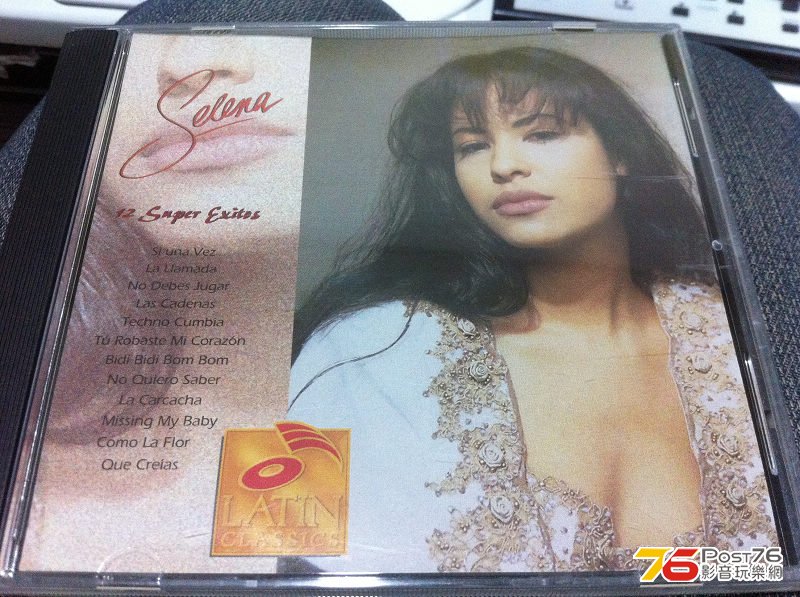 Selena
12 Super Exitos
Si una Vez
La Llamada
No Debes Jugar
Las Cadenas
Techno Cumbia
Tú Robaste Mi Corazón
Bidi Bidi Bom Bom
No Quiero Saber
La Carcacha
Missing My Baby
Como La Flor
Que Creias
LATIN
CLASSICS
76 Post76
影音玩樂網